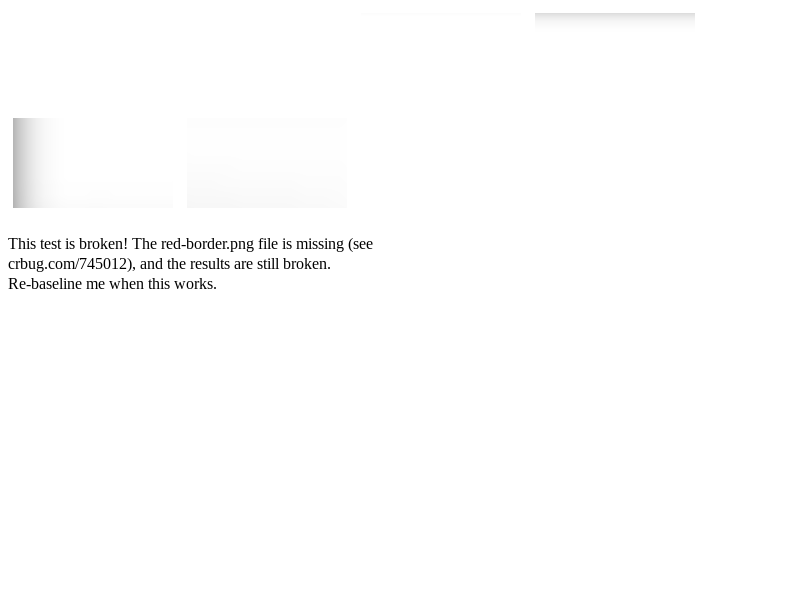 This test is broken! The red-border.png file is missing (see
crbug.com/745012), and the results are still broken.
Re-baseline me when this works.